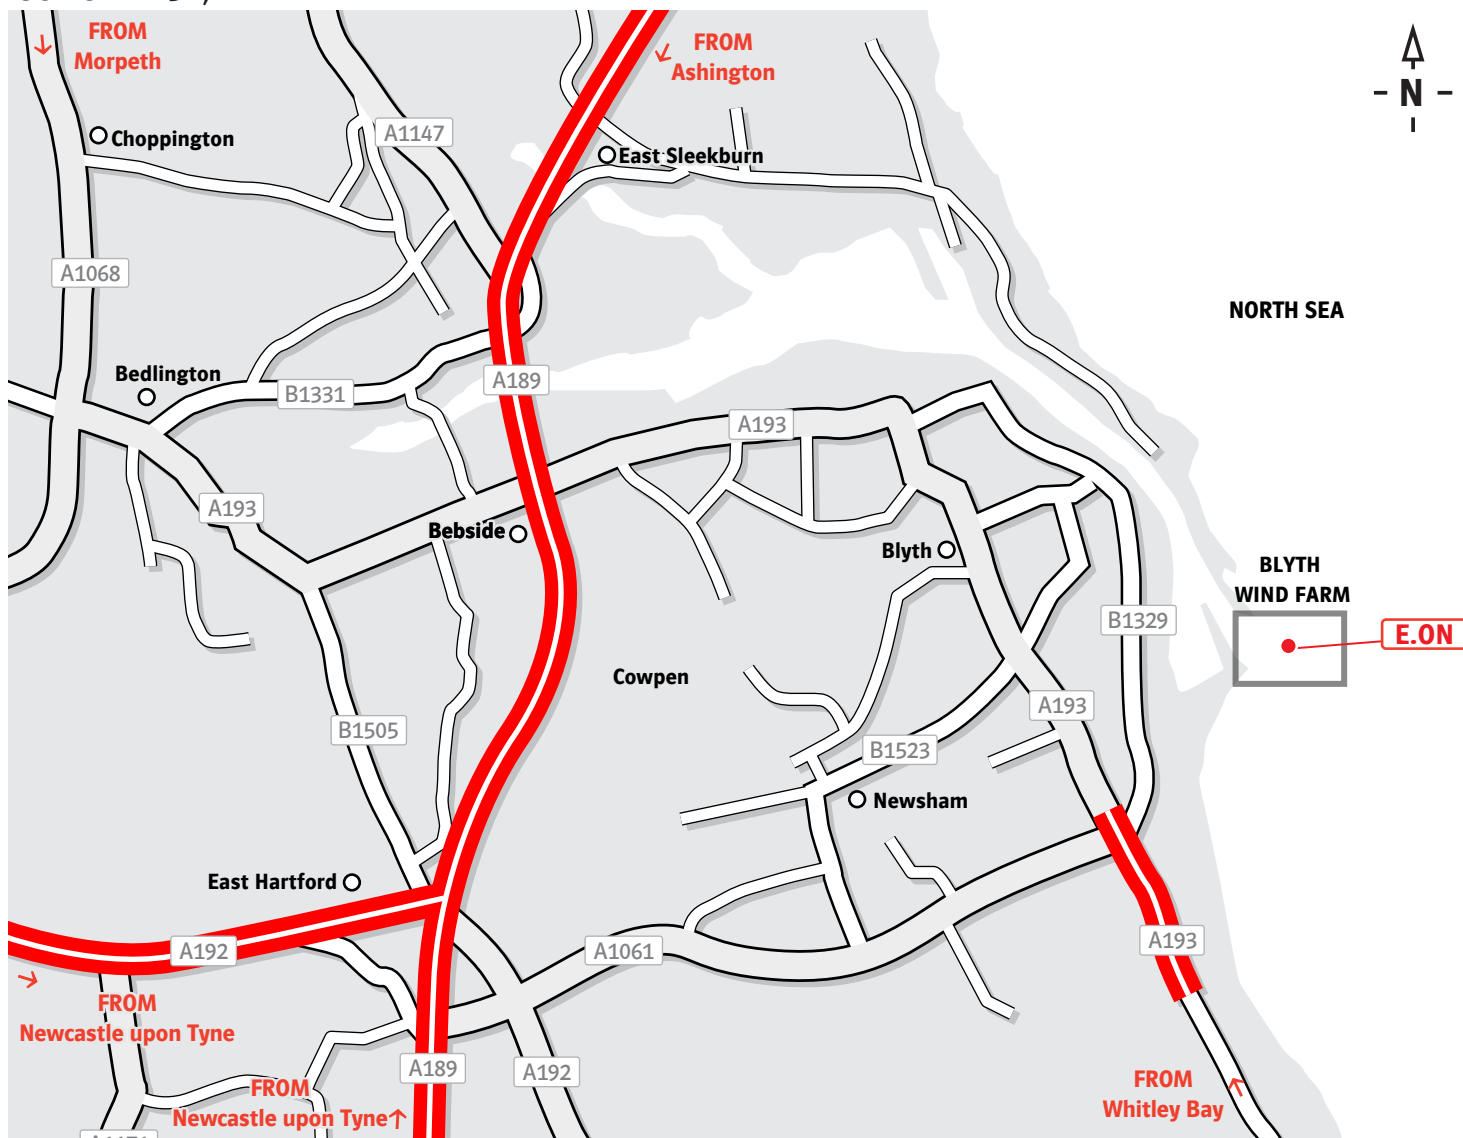 FROM
Morpeth
FROM
Ashington
N
Choppington
A1147
East Sleekburn
A1068
NORTH SEA
Bedlington
B1331
A189
A193
A193
Bebside
Blyth
BLYTH
WIND FARM
B1329
E.ON
Cowpen
A193
B1505
B1523
Newsham
East Hartford
A192
A1061
A193
FROM
Newcastle upon Tyne
A189
A192
FROM
Newcastle upon Tyne
FROM
Whitley Bay